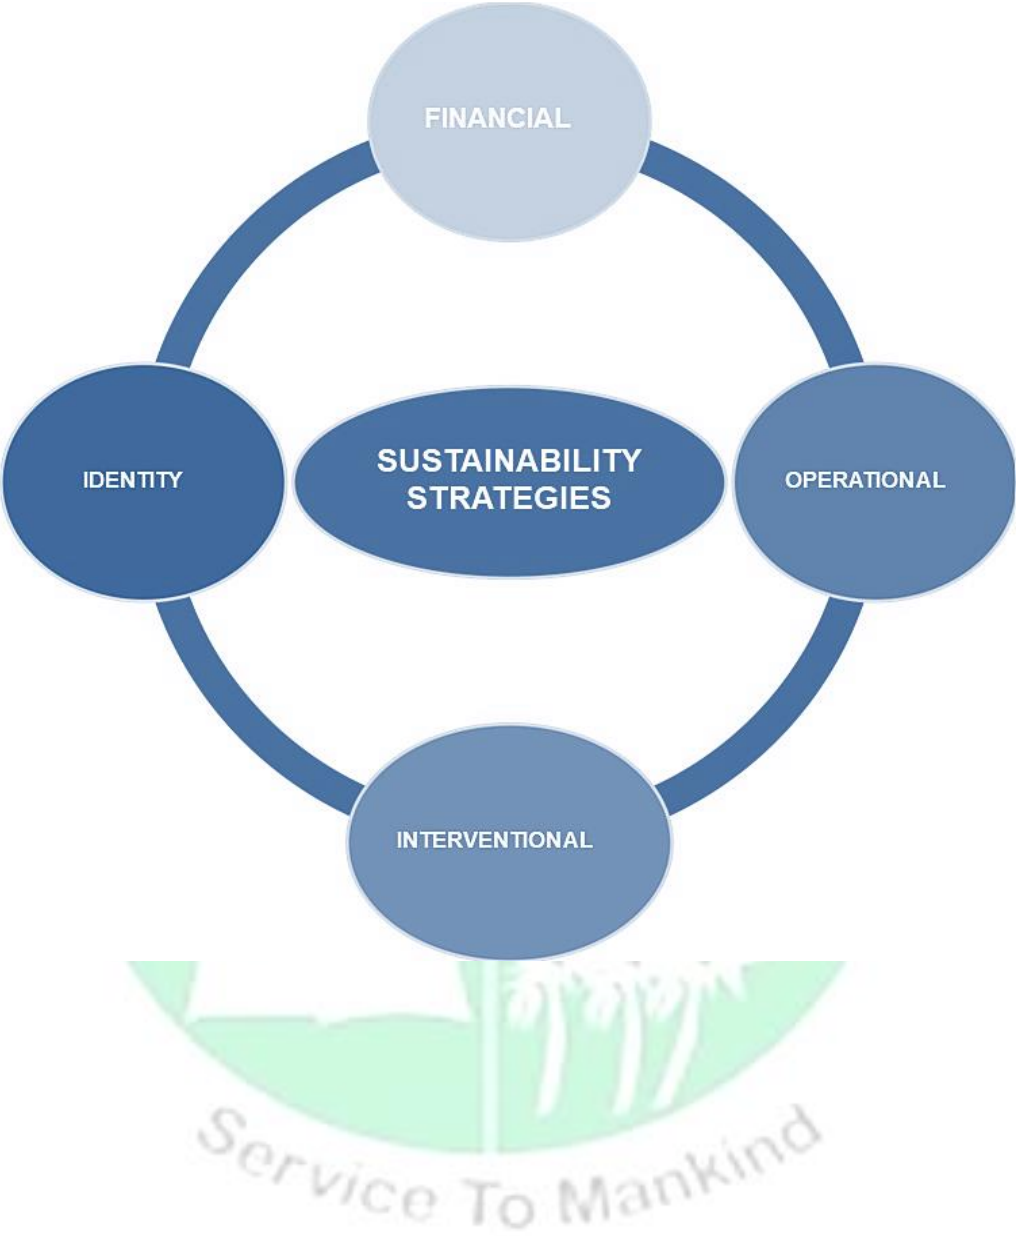 FINANCIAL
IDENTITY
SUSTAINABILITY
STRATEGIES
OPERATIONAL
INTERVENTIONAL
Service To Mankind